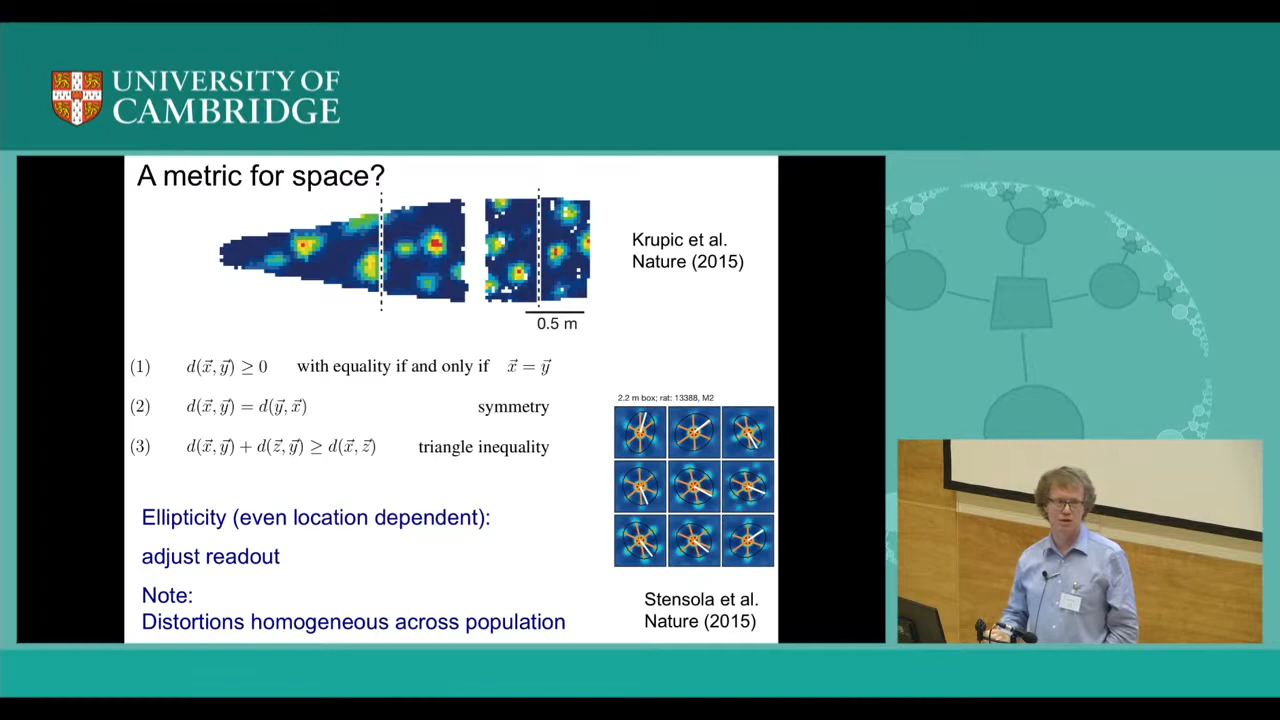 UNIVERSITY OF
CAMBRIDGE
A metric for space?
Krupic et al.
Nature (2015)
0.5 m
(1) d(x⃗,y⃗) ≥ 0 with equality if and only if x⃗ = y⃗
(2) d(x⃗,y⃗) = d(y⃗,x⃗) symmetry
(3) d(x⃗,y⃗) + d(z⃗,y⃗) ≥ d(x⃗,z⃗) triangle inequality
2.2 m box; rat: 13388, M2
Ellipticity (even location dependent):
adjust readout
Note:
Distortions homogeneous across population
Stensola et al.
Nature (2015)